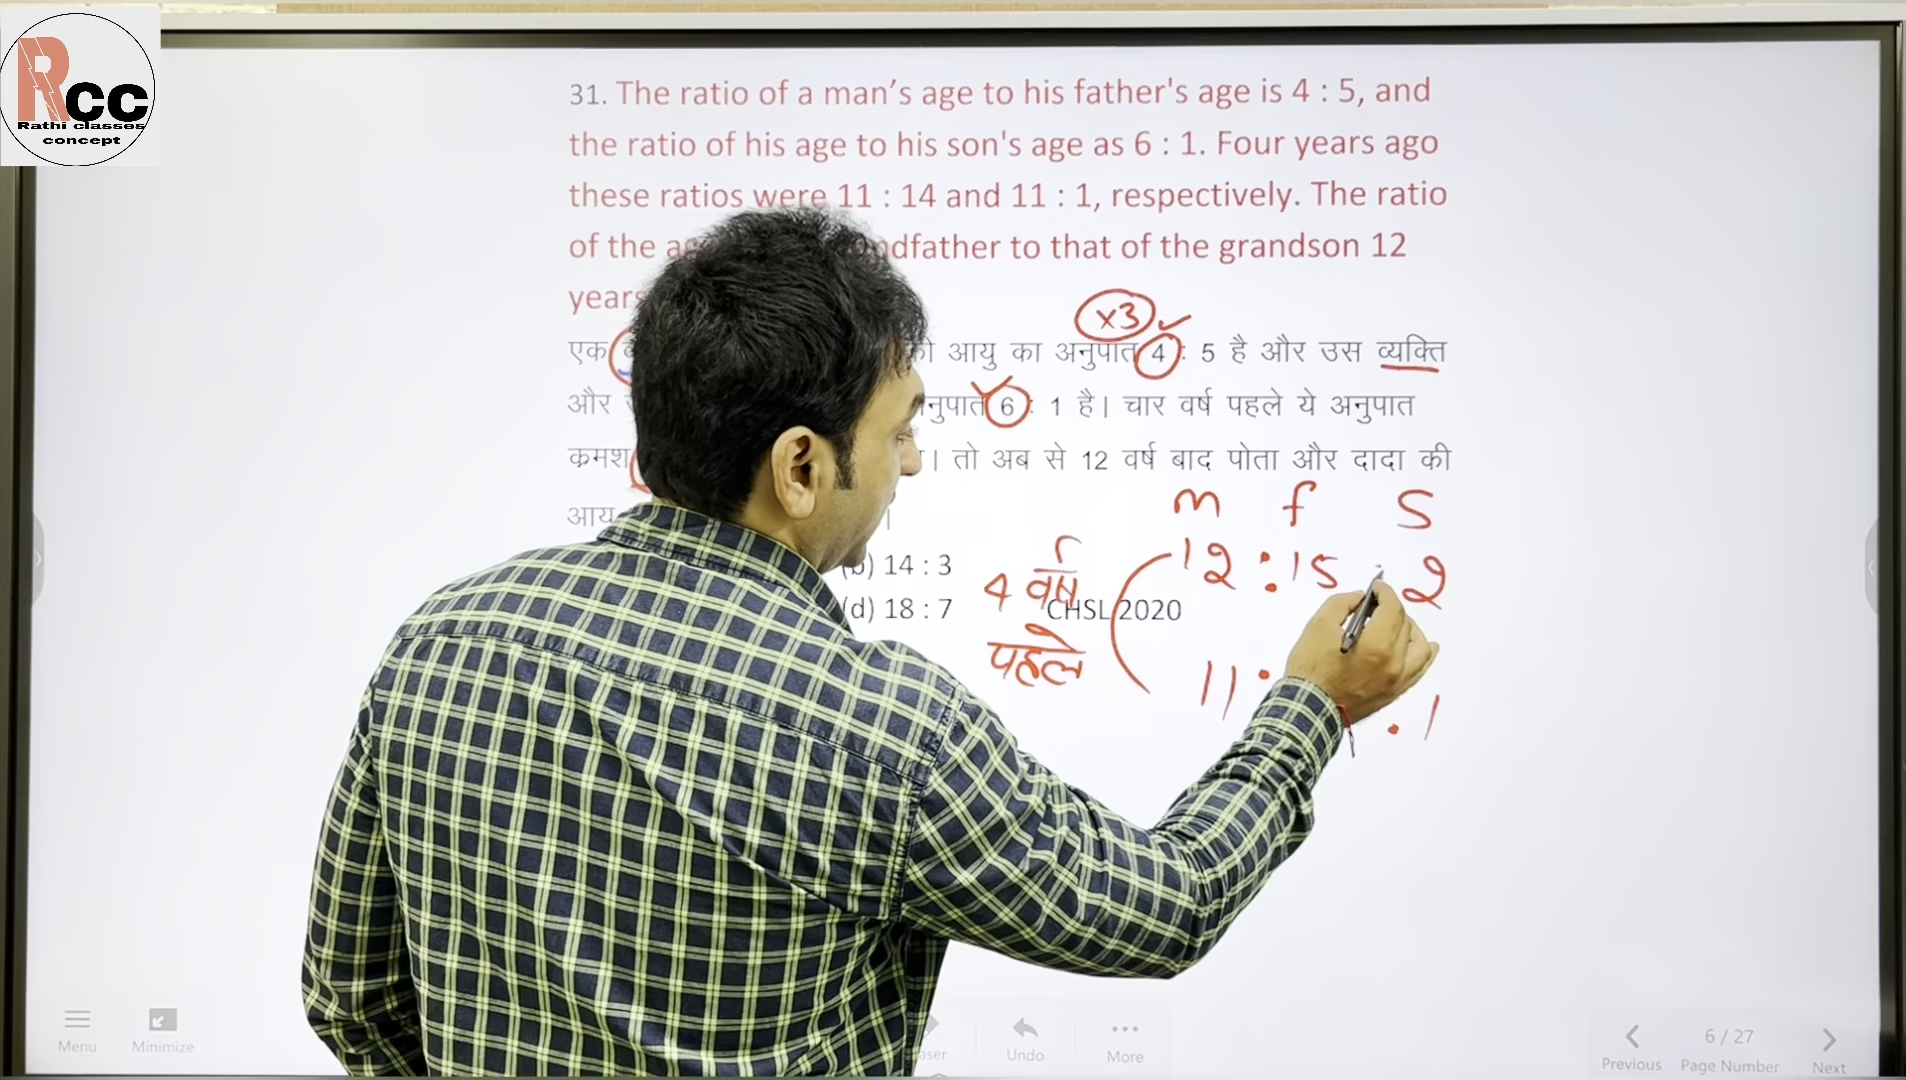 Rcc
Rathi classes
concept
31. The ratio of a man’s age to his father's age is 4 : 5, and
the ratio of his age to his son's age as 6 : 1. Four years ago
these ratios were 11 : 14 and 11 : 1, respectively. The ratio
of the to that of the grandson 12
×3
एक आयु का अनुपात 4 : 5 है और उस व्यक्ति
और 6 : 1 है। चार वर्ष पहले ये अनुपात
। तो अब से 12 वर्ष बाद पोता और दादा की
m f S
(b) 14 : 3
12 : 15 : 2
4 वर्ष
(d) 18 : 7 CHSL 2020
पहले
11 : : 1
Menu Minimize Undo More
6 / 27
Previous Page Number Next